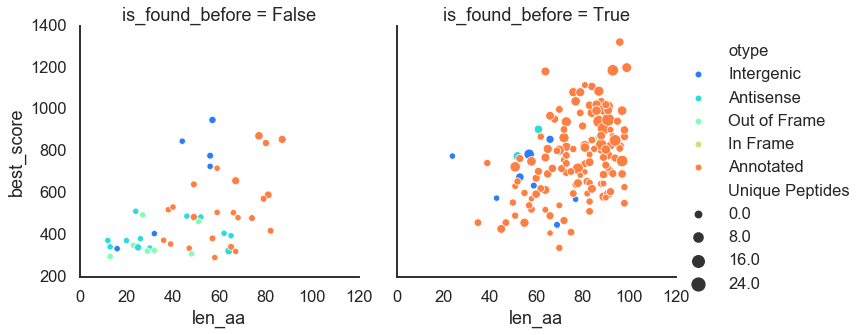 is_found_before = False
is_found_before = True
best_score
1400
1200
1000
800
600
400
200
0 20 40 60 80 100 120
0 20 40 60 80 100 120
len_aa
len_aa
otype
Intergenic
Antisense
Out of Frame
In Frame
Annotated
Unique Peptides
0.0
8.0
16.0
24.0